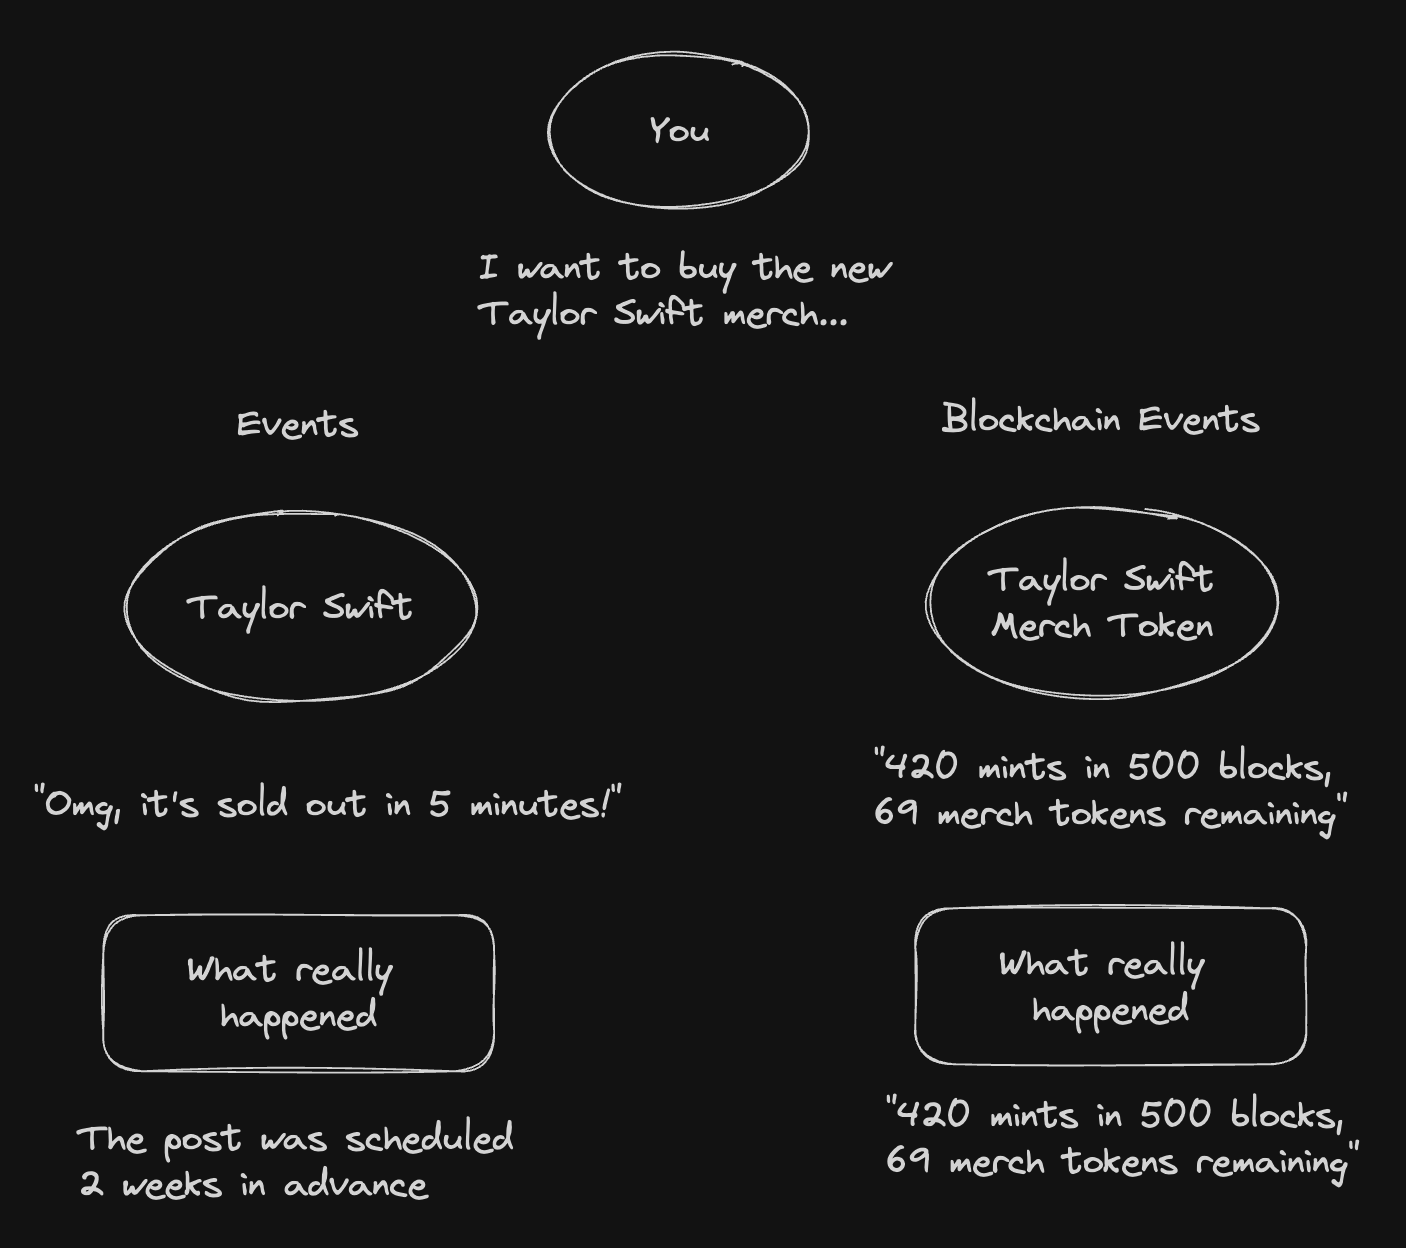 You
I want to buy the new
Taylor Swift merch...
Events
Blockchain Events
Taylor Swift
Taylor Swift
Merch Token
"Omg, it's sold out in 5 minutes!"
"420 mints in 500 blocks,
69 merch tokens remaining"
What really
happened
What really
happened
The post was scheduled
2 weeks in advance
"420 mints in 500 blocks,
69 merch tokens remaining"